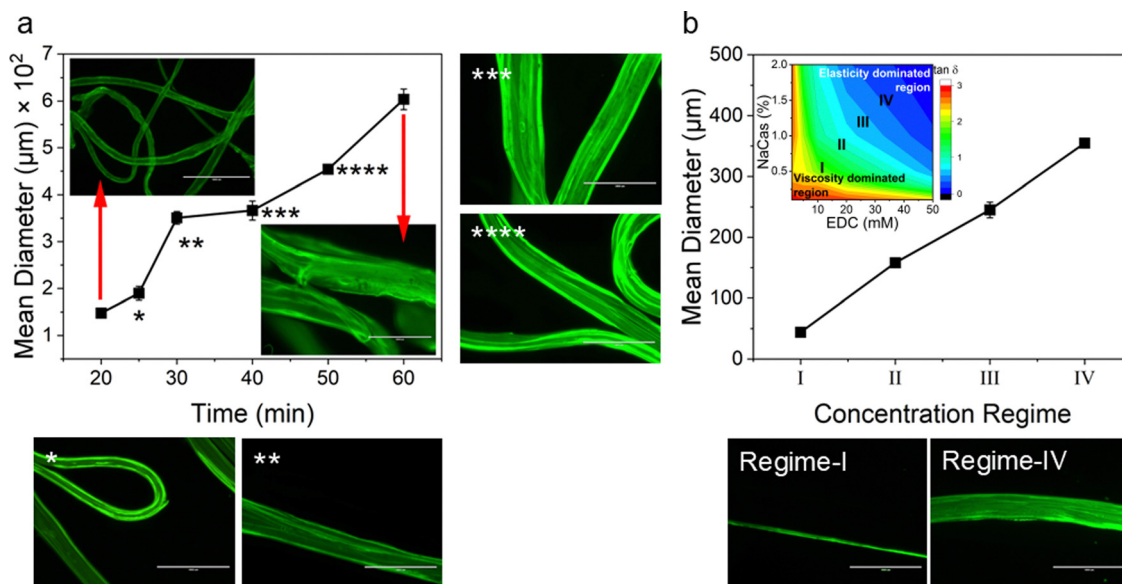 a
Mean Diameter (μm) × 10²
7
6
5
4
3
2
1
20 30 40 50 60
Time (min)
*
**
***
****
***
****
*
**
b
Mean Diameter (μm)
500
400
300
200
100
0
I II III IV
Concentration Regime
NaCas (%)
2.0
1.5
1.0
0.5
10 20 30 40 50
EDC (mM)
Elasticity dominated
region
IV
III
II
I
Viscosity dominated
region
tan δ
3
2
1
0
Regime-I
Regime-IV